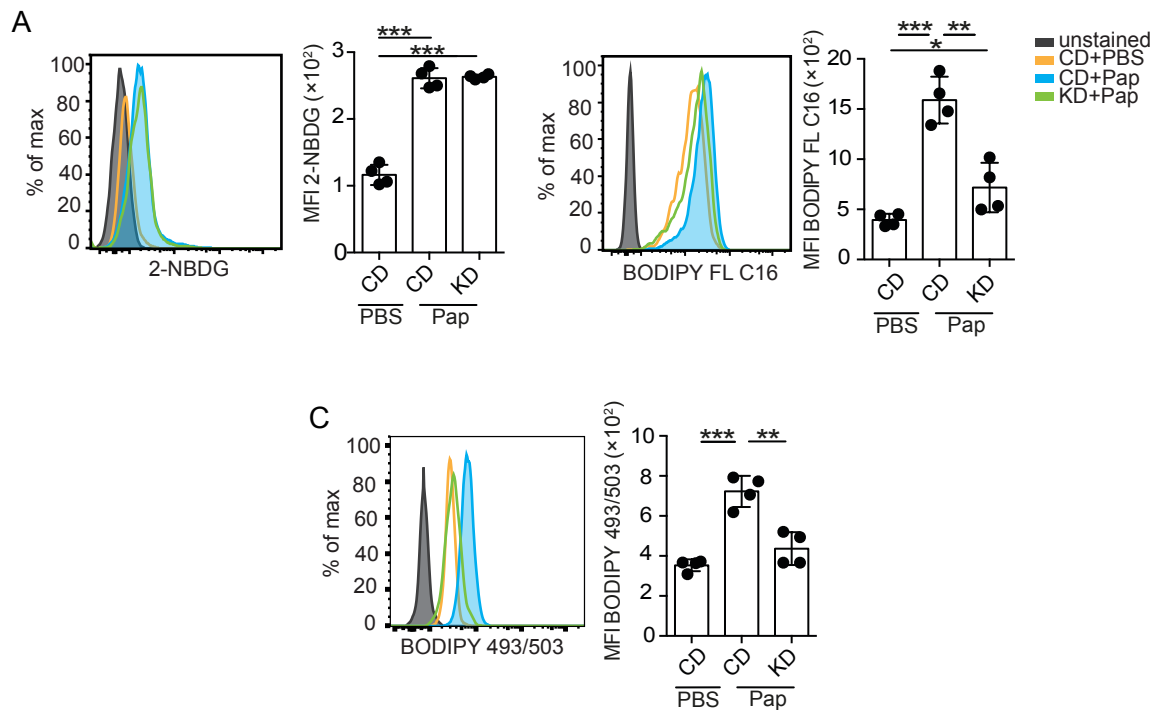 A
% of max
100
80
60
40
20
0
2-NBDG
MFI 2-NBDG (×10²)
3
2
1
0
***
***
CD
CD
KD
PBS
Pap
% of max
100
80
60
40
20
0
BODIPY FL C16
MFI BODIPY FL C16 (×10²)
20
15
10
5
0
*** **
*
CD
CD
KD
PBS
Pap
unstained
CD+PBS
CD+Pap
KD+Pap
C
% of max
100
80
60
40
20
0
BODIPY 493/503
MFI BODIPY 493/503 (×10²)
10
8
6
4
2
0
*** **
CD
CD
KD
PBS
Pap